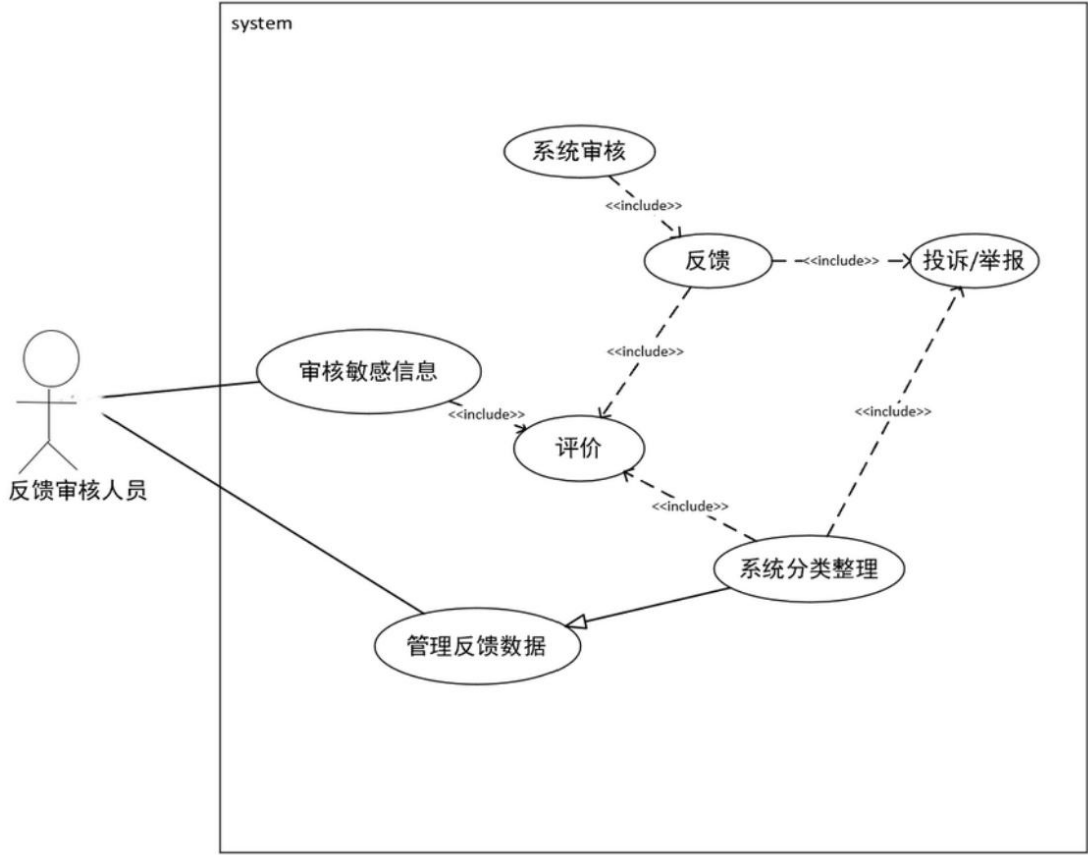 system
系统审核
<<include>>
反馈
<<include>>
投诉/举报
<<include>>
审核敏感信息
<<include>>
<<include>>
评价
反馈审核人员
<<include>>
系统分类整理
管理反馈数据